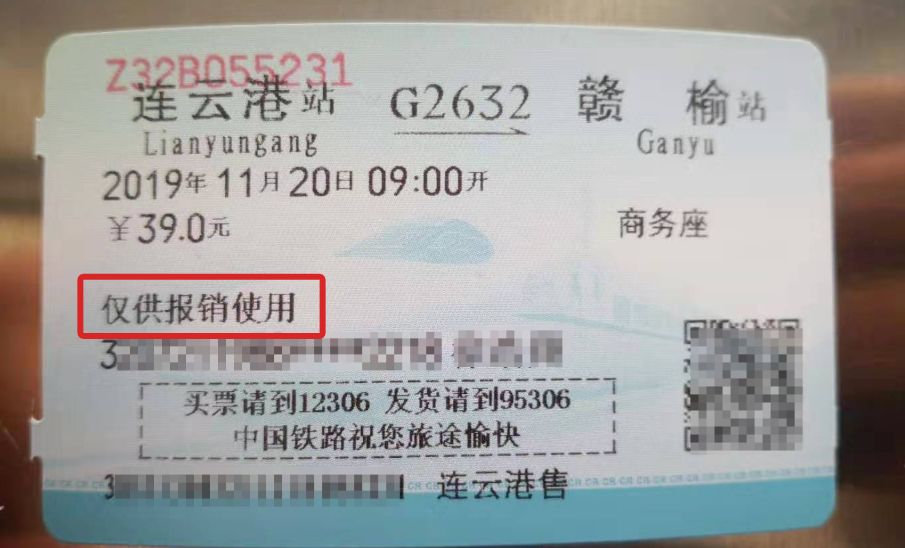 Z32B055231
连云港站 G2632 赣榆站
Lianyungang Ganyu
2019年11月20日 09:00开
￥39.0元 商务座
仅供报销使用
3
买票请到12306 发货请到95306
中国铁路祝您旅途愉快
3 连云港售